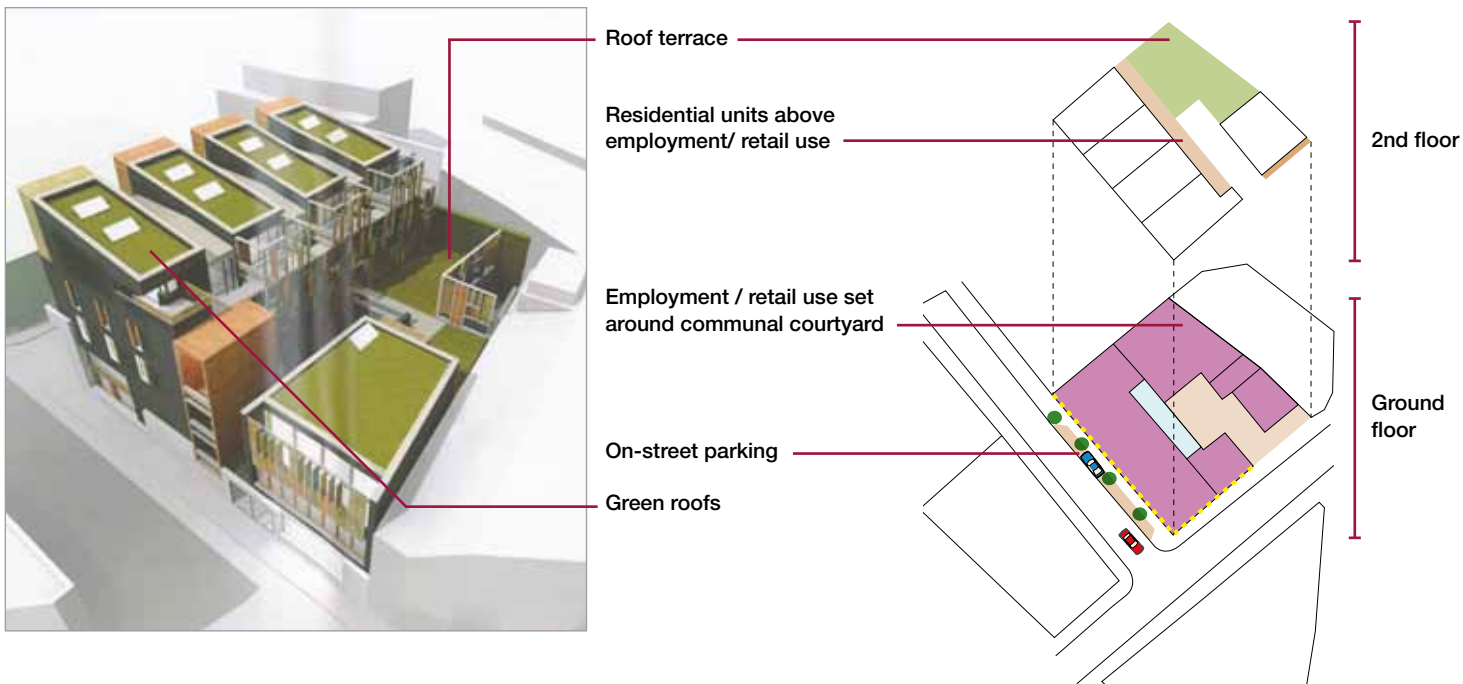 Roof terrace
Residential units above
employment/ retail use
2nd floor
Employment / retail use set
around communal courtyard
Ground
floor
On-street parking
Green roofs